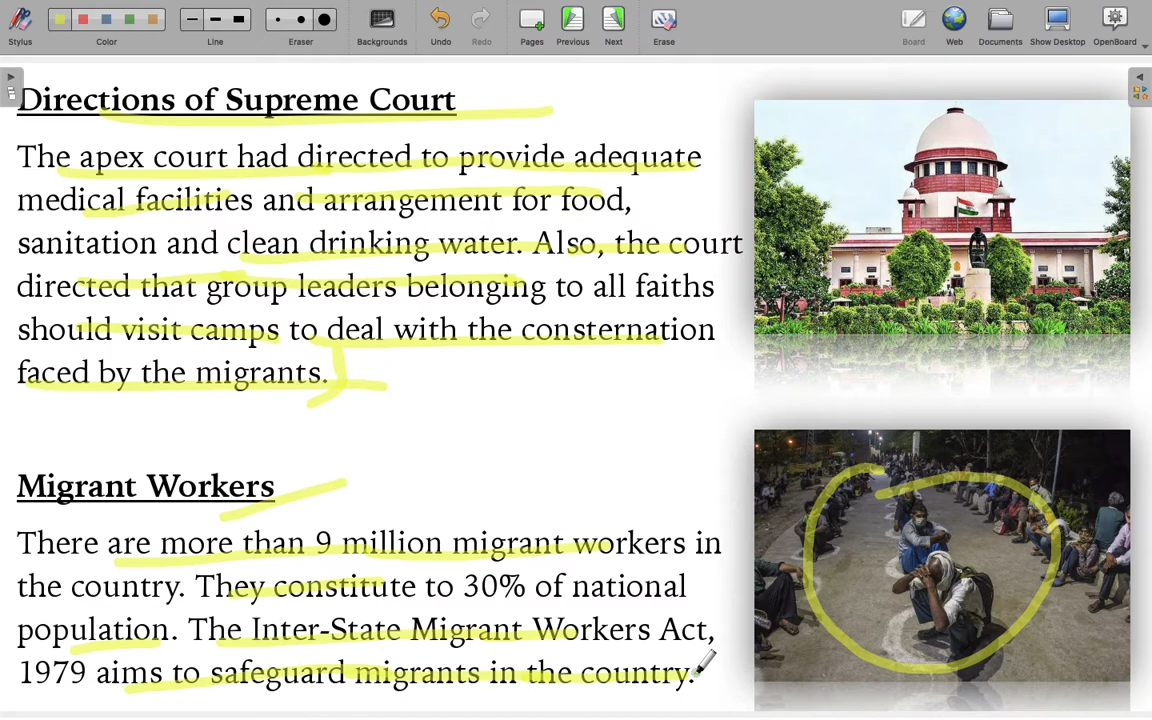 Stylus
Color
Line
Eraser
Backgrounds
Undo
Redo
Pages
Previous
Next
Erase
Board
Web
Documents
Show Desktop
OpenBoard
Directions of Supreme Court
The apex court had directed to provide adequate
medical facilities and arrangement for food,
sanitation and clean drinking water. Also, the court
directed that group leaders belonging to all faiths
should visit camps to deal with the consternation
faced by the migrants.
Migrant Workers
There are more than 9 million migrant workers in
the country. They constitute to 30% of national
population. The Inter-State Migrant Workers Act,
1979 aims to safeguard migrants in the country.